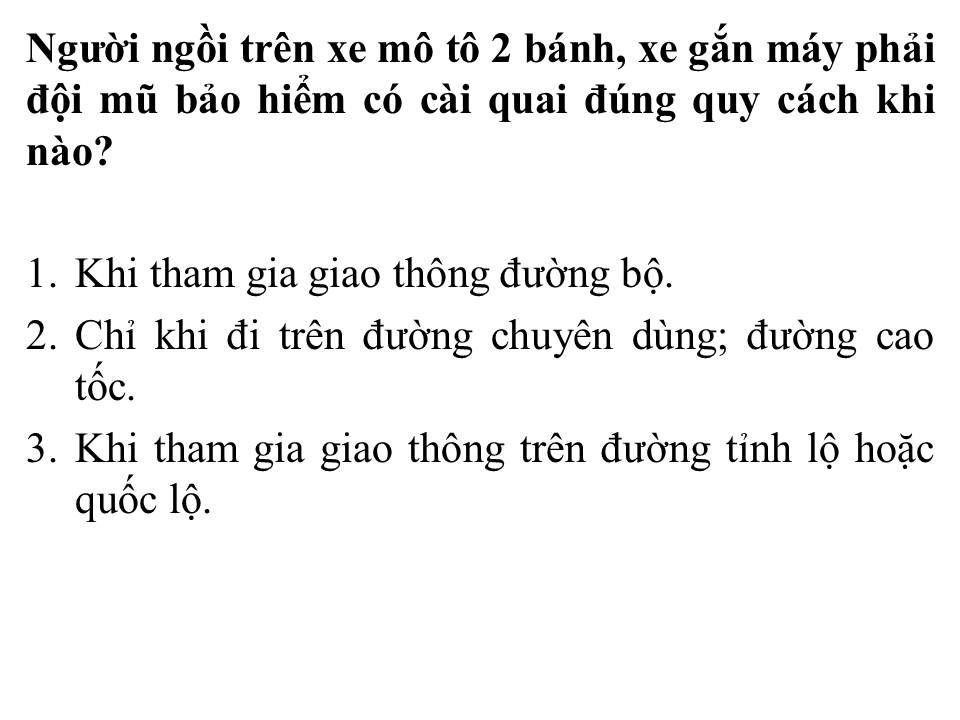 Người ngồi trên xe mô tô 2 bánh, xe gắn máy phải
đội mũ bảo hiểm có cài quai đúng quy cách khi
nào?
1. Khi tham gia giao thông đường bộ.
2. Chỉ khi đi trên đường chuyên dùng; đường cao
tốc.
3. Khi tham gia giao thông trên đường tỉnh lộ hoặc
quốc lộ.